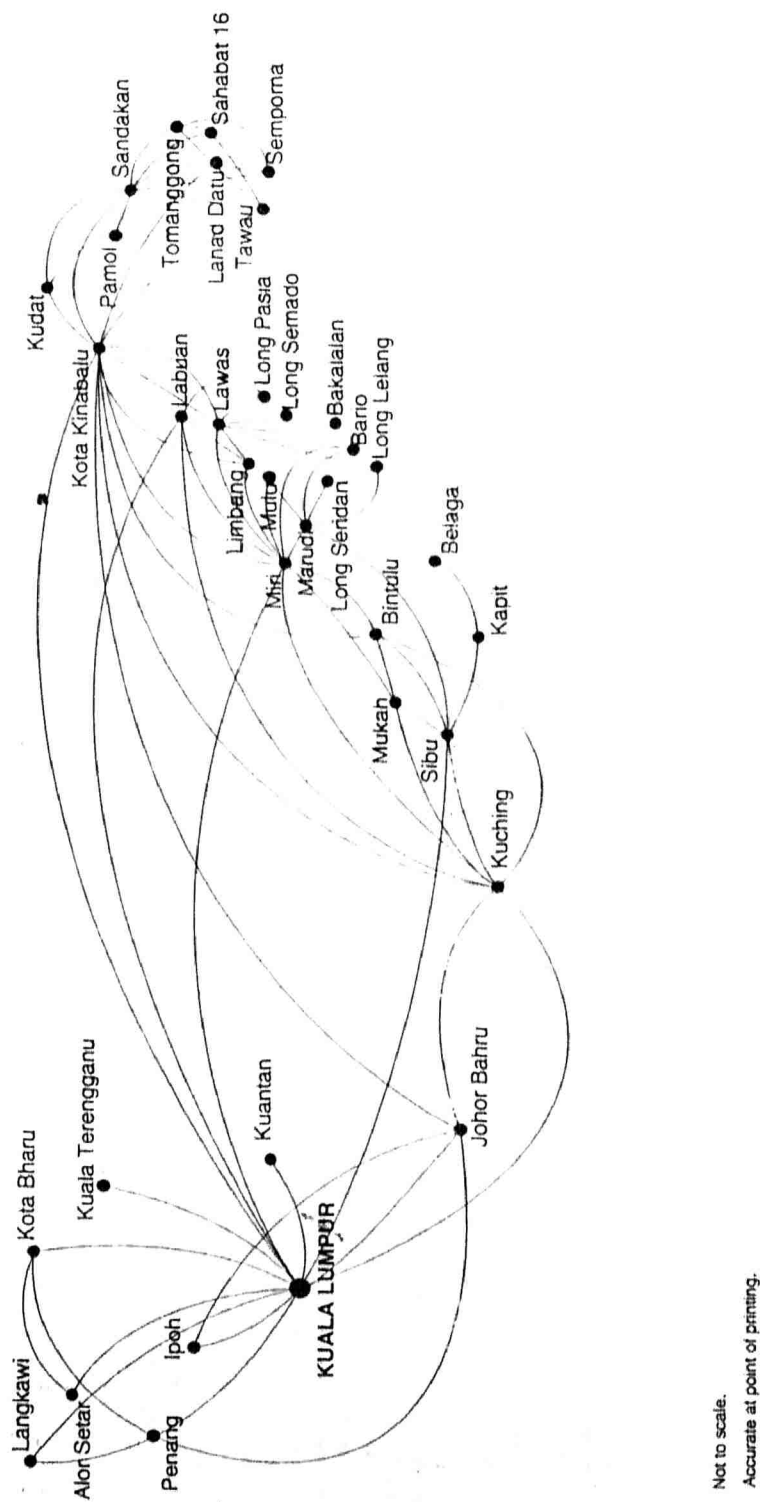 Langkawi
Alor Setar
Penang
Kota Bharu
Kuala Terengganu
Ipoh
KUALA LUMPUR
Kuantan
Johor Bahru
Kuching
Sibu
Mukah
Bintulu
Kapit
Belaga
Miri
Marudi
Long Seridan
Mulu
Limbang
Lawas
Labuan
Long Pasia
Long Semado
Bakalalan
Bario
Long Lelang
Kota Kinabalu
Kudat
Pamol
Sandakan
Tomanggong
Lanad Datu
Tawau
Sahabat 16
Semporna
Not to scale.
Accurate at point of printing.